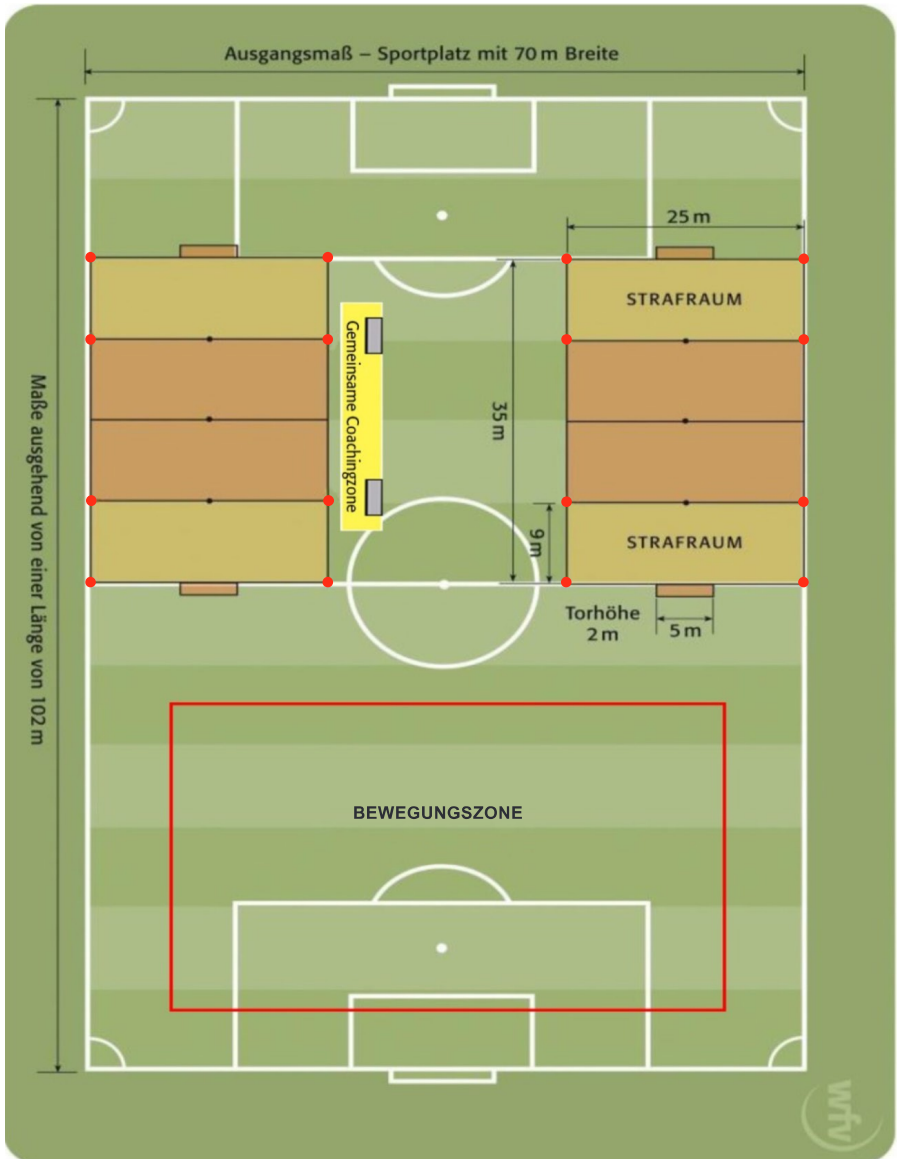 Ausgangsmaß – Sportplatz mit 70 m Breite
25 m
STRAFRAUM
Gemeinsame Coachingzone
35 m
Maße ausgehend von einer Länge von 102 m
9 m
STRAFRAUM
Torhöhe
2 m
5 m
BEWEGUNGSZONE
wfv